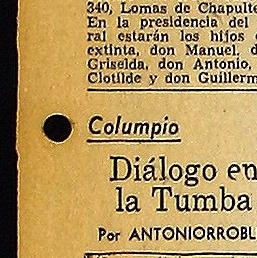 340, Lomas de Chapulte
En la presidencia del
ral estarán los hijos
extinta, don Manuel, d
Griselda, don Antonio,
Clotilde y don Guillerm
Columpio
Diálogo en
la Tumba
Por ANTONIORROBL